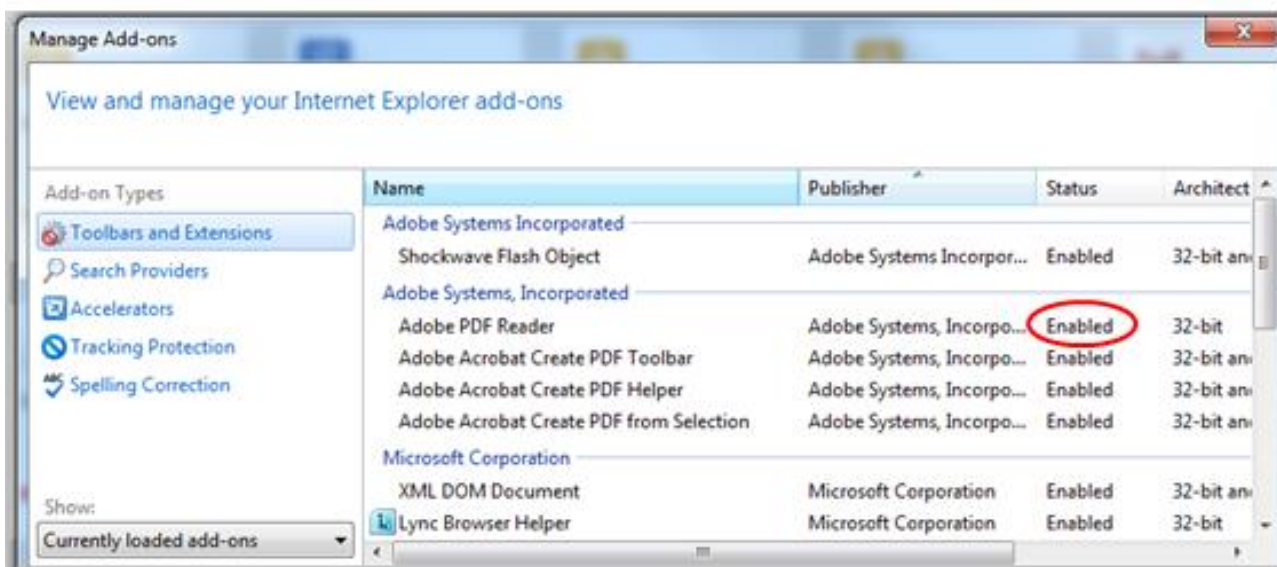 Manage Add-ons
View and manage your Internet Explorer add-ons
Add-on Types
Toolbars and Extensions
Search Providers
Accelerators
Tracking Protection
Spelling Correction
Show:
Currently loaded add-ons
Name Publisher Status Architect
Adobe Systems Incorporated
Shockwave Flash Object Adobe Systems Incorpor... Enabled 32-bit an
Adobe Systems, Incorporated
Adobe PDF Reader Adobe Systems, Incorpo... Enabled 32-bit
Adobe Acrobat Create PDF Toolbar Adobe Systems, Incorpo... Enabled 32-bit an
Adobe Acrobat Create PDF Helper Adobe Systems, Incorpo... Enabled 32-bit an
Adobe Acrobat Create PDF from Selection Adobe Systems, Incorpo... Enabled 32-bit an
Microsoft Corporation
XML DOM Document Microsoft Corporation Enabled 32-bit an
Lync Browser Helper Microsoft Corporation Enabled 32-bit